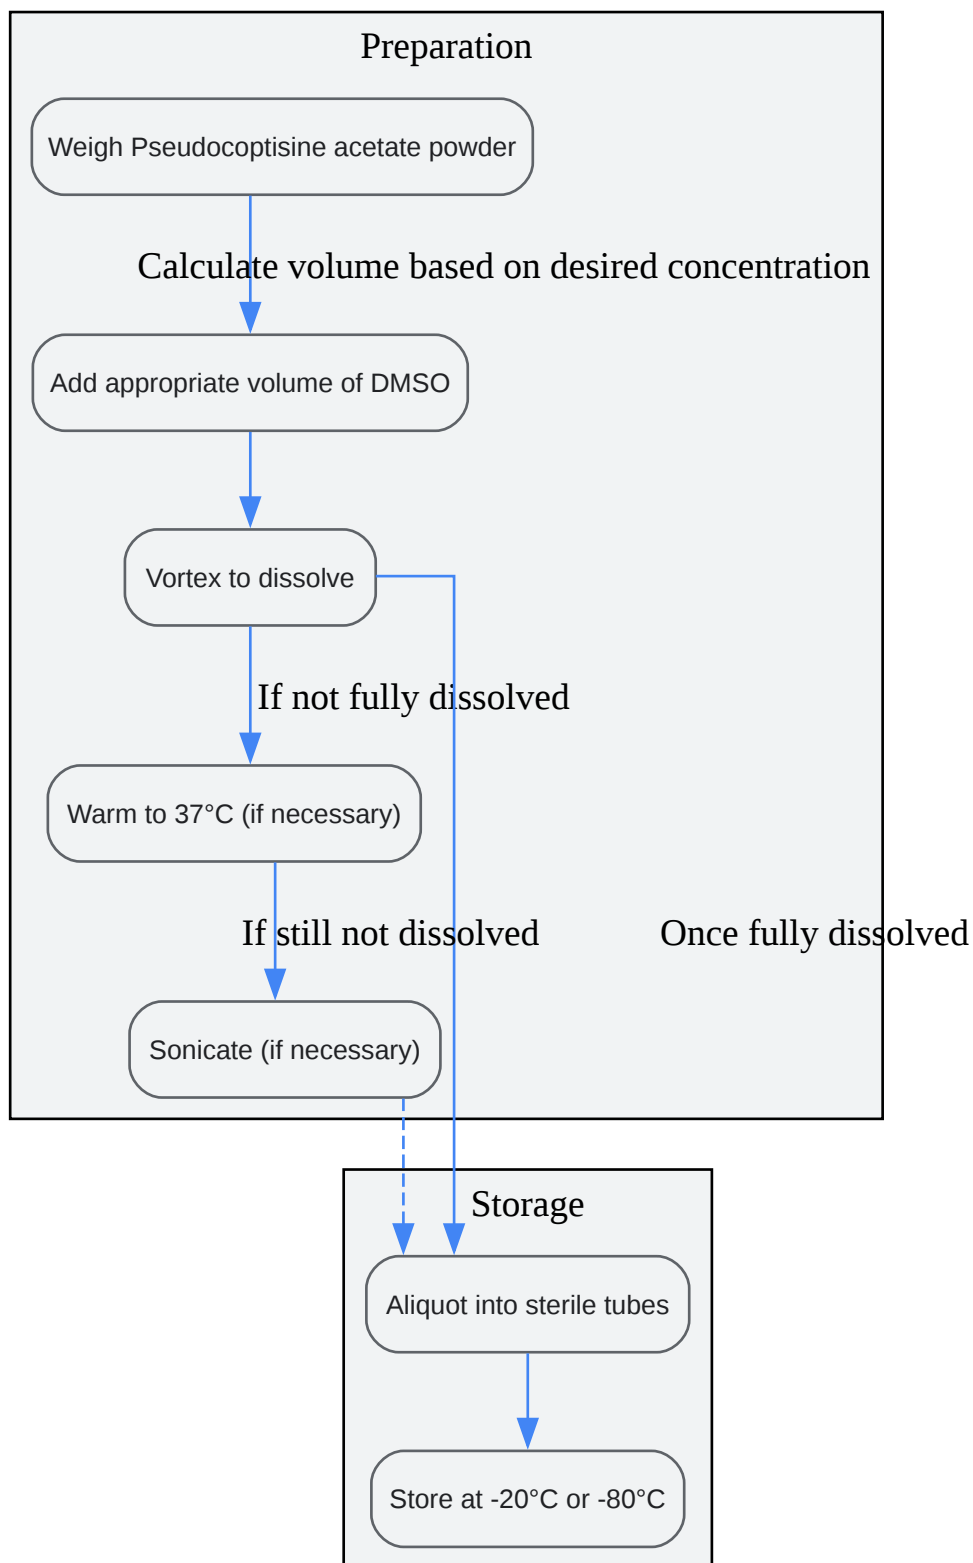 Preparation
Weigh Pseudocoptisine acetate powder
Calculate volume based on desired concentration
Add appropriate volume of DMSO
Vortex to dissolve
If not fully dissolved
Warm to 37°C (if necessary)
If still not dissolved
Once fully dissolved
Sonicate (if necessary)
Storage
Aliquot into sterile tubes
Store at -20°C or -80°C